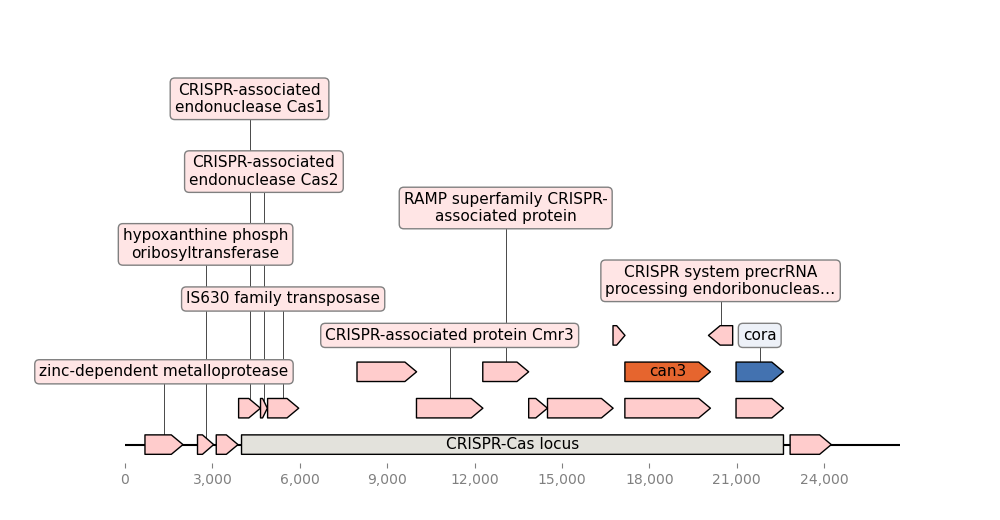 CRISPR-associated
endonuclease Cas1
CRISPR-associated
endonuclease Cas2
RAMP superfamily CRISPR-
associated protein
hypoxanthine phosph
oribosyltransferase
CRISPR system precrRNA
processing endoribonucleas…
IS630 family transposase
CRISPR-associated protein Cmr3
cora
zinc-dependent metalloprotease
can3
CRISPR-Cas locus
0 3,000 6,000 9,000 12,000 15,000 18,000 21,000 24,000